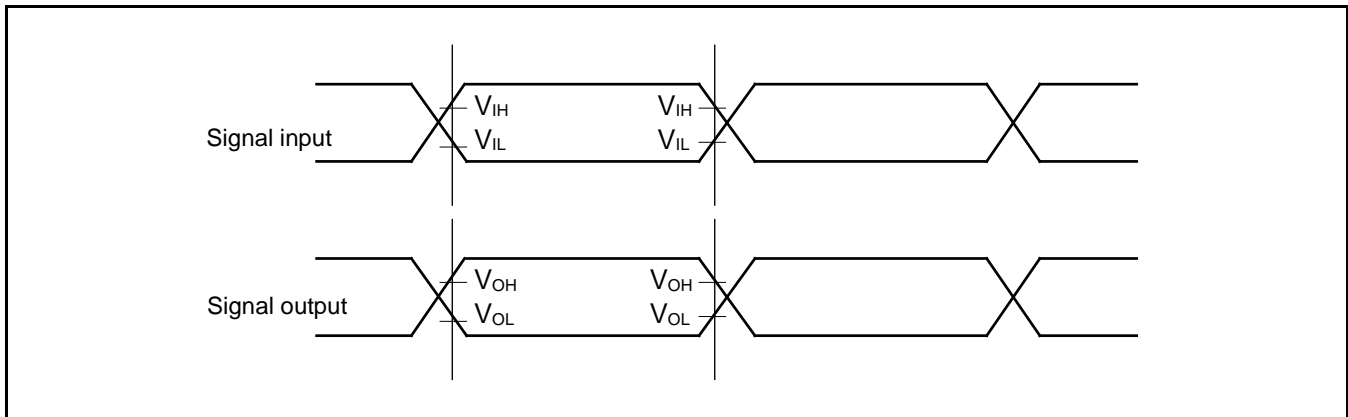 VIH VIH
Signal input
VIL VIL
VOH VOH
Signal output
VOL VOL